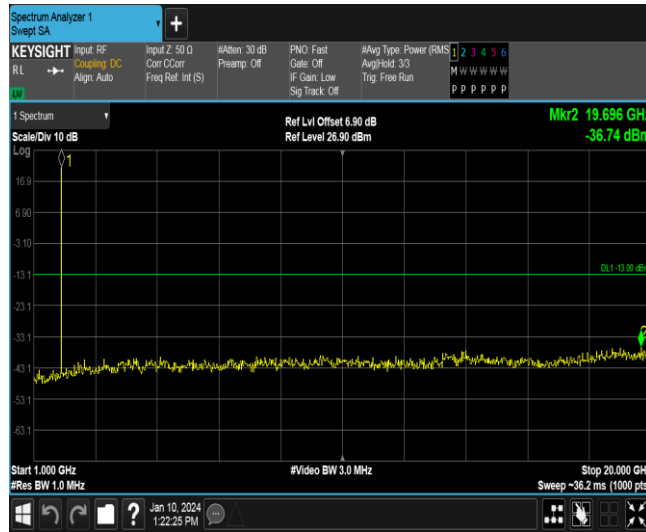 Spectrum Analyzer 1
Swept SA
KEYSIGHT
RL
LXI
Input: RF
Coupling: DC
Align: Auto
Input Z: 50 Ω
Corr CCorr
Freq Ref: Int (S)
#Atten: 30 dB
Preamp: Off
PNO: Fast
Gate: Off
IF Gain: Low
Sig Track: Off
#Avg Type: Power (RMS
Avg|Hold: 3/3
Trig: Free Run
1 2 3 4 5 6
M W W W W W
P P P P P P
1 Spectrum
Scale/Div 10 dB
Ref Lvl Offset 6.90 dB
Ref Level 26.90 dBm
Mkr2 19.696 GHz
-36.74 dBm
Log
1
16.9
6.90
-3.10
-13.1
DL1 -13.00 dBm
-23.1
-33.1
-43.1
-53.1
-63.1
Start 1.000 GHz
#Res BW 1.0 MHz
#Video BW 3.0 MHz
Stop 20.000 GHz
Sweep ~36.2 ms (1000 pts)
?
Jan 10, 2024
1:22:25 PM